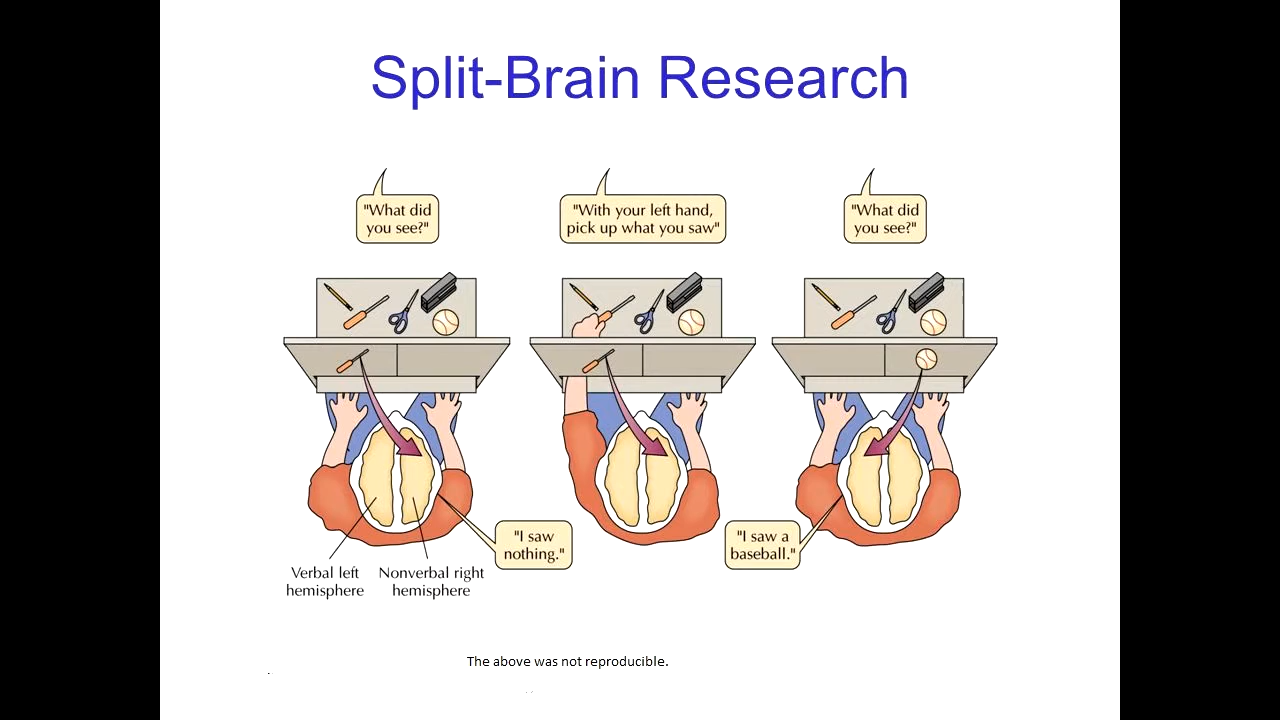 Split-Brain Research
"What did
you see?"
"With your left hand,
pick up what you saw"
"What did
you see?"
"I saw
nothing."
"I saw a
baseball."
Verbal left
hemisphere
Nonverbal right
hemisphere
The above was not reproducible.